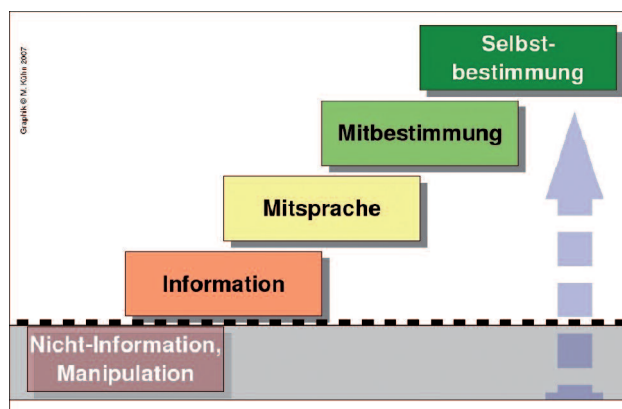 Selbst-
bestimmung
Mitbestimmung
Mitsprache
Information
Nicht-Information,
Manipulation
Graphik © M. Kühn 2007